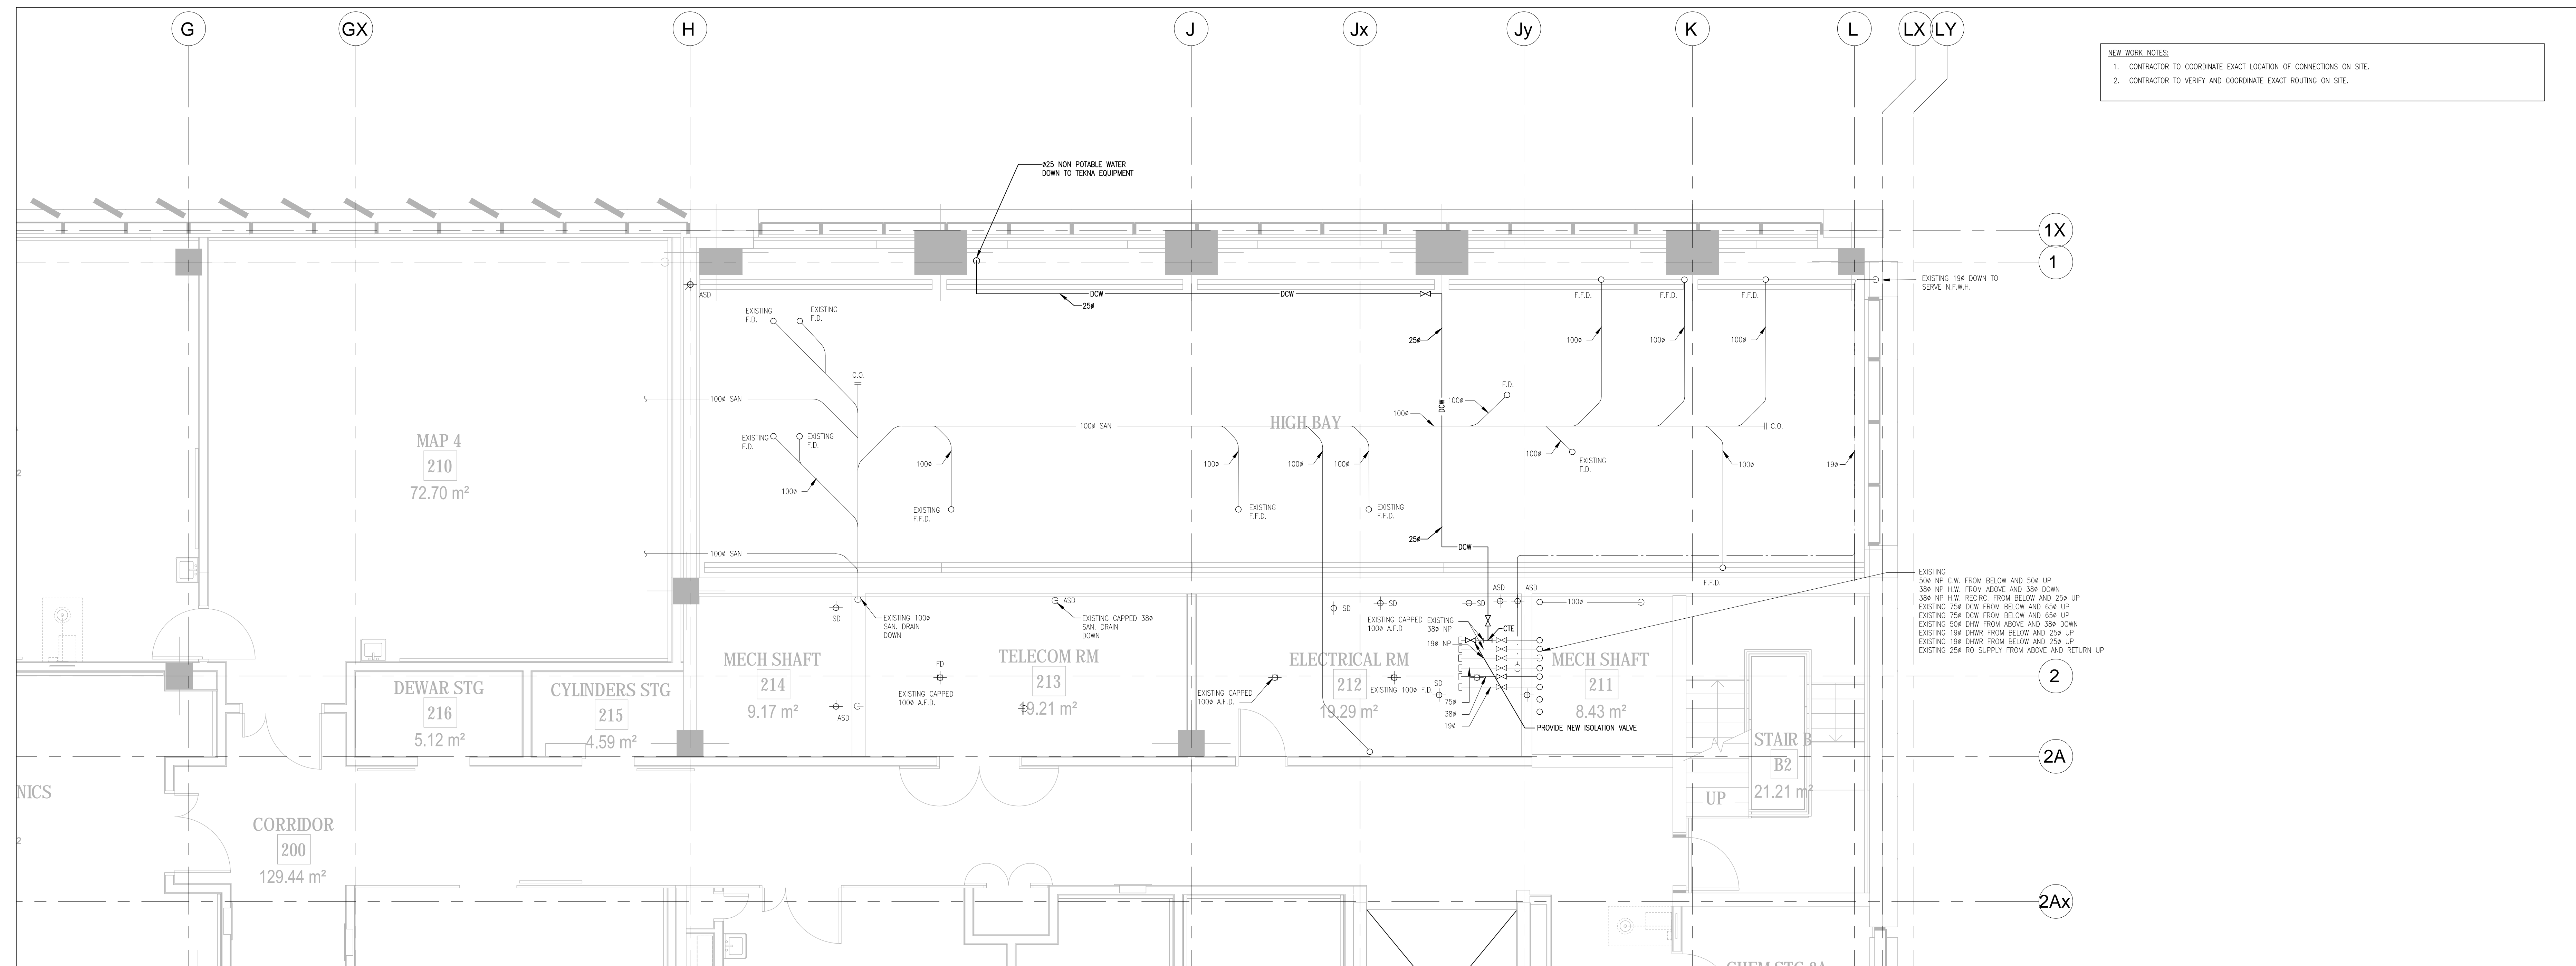 G
GX
H
J
Jx
Jy
K
L
LX
LY
NEW WORK NOTES:
1. CONTRACTOR TO COORDINATE EXACT LOCATION OF CONNECTIONS ON SITE.
2. CONTRACTOR TO VERIFY AND COORDINATE EXACT ROUTING ON SITE.
ø25 NON POTABLE WATER
DOWN TO TEKNA EQUIPMENT
1X
1
EXISTING 19ø DOWN TO
SERVE N.F.W.H.
ASD
DCW
DCW
25ø
EXISTING
F.D.
EXISTING
F.D.
F.F.D.
F.F.D.
F.F.D.
25ø
100ø
100ø
100ø
C.O.
F.D.
100ø SAN
100ø
DCW
100ø
HIGH BAY
100ø SAN
C.O.
EXISTING
F.D.
EXISTING
F.D.
MAP 4
210
72.70 m²
100ø
100ø
100ø
100ø
100ø
EXISTING
F.D.
100ø
19ø
100ø
EXISTING
F.F.D.
EXISTING
F.F.D.
EXISTING
F.F.D.
25ø
DCW
100ø SAN
F.F.D.
EXISTING
50ø NP C.W. FROM BELOW AND 50ø UP
38ø NP H.W. FROM ABOVE AND 38ø DOWN
38ø NP H.W. RECIRC. FROM BELOW AND 25ø UP
EXISTING 75ø DCW FROM BELOW AND 65ø UP
EXISTING 75ø DCW FROM BELOW AND 65ø UP
EXISTING 50ø DHW FROM ABOVE AND 38ø DOWN
EXISTING 19ø DHWR FROM BELOW AND 25ø UP
EXISTING 19ø DHWR FROM BELOW AND 25ø UP
EXISTING 25ø RO SUPPLY FROM ABOVE AND RETURN UP
SD
EXISTING 100ø
SAN. DRAIN
DOWN
ASD
EXISTING CAPPED 38ø
SAN. DRAIN
DOWN
SD
SD
SD
ASD
ASD
100ø
EXISTING CAPPED
100ø A.F.D
EXISTING
38ø NP
CTE
19ø NP
MECH SHAFT
214
9.17 m²
FD
TELECOM RM
213
19.21 m²
ELECTRICAL RM
212
19.29 m²
MECH SHAFT
211
8.43 m²
2
DEWAR STG
216
5.12 m²
CYLINDERS STG
215
4.59 m²
EXISTING CAPPED
100ø A.F.D.
ASD
EXISTING CAPPED
100ø A.F.D.
EXISTING 100ø F.D.
SD
75ø
38ø
19ø
PROVIDE NEW ISOLATION VALVE
STAIR B
B2
21.21 m²
UP
2A
NICS
2
2
CORRIDOR
200
129.44 m²
2Ax
CHEM STG 2A